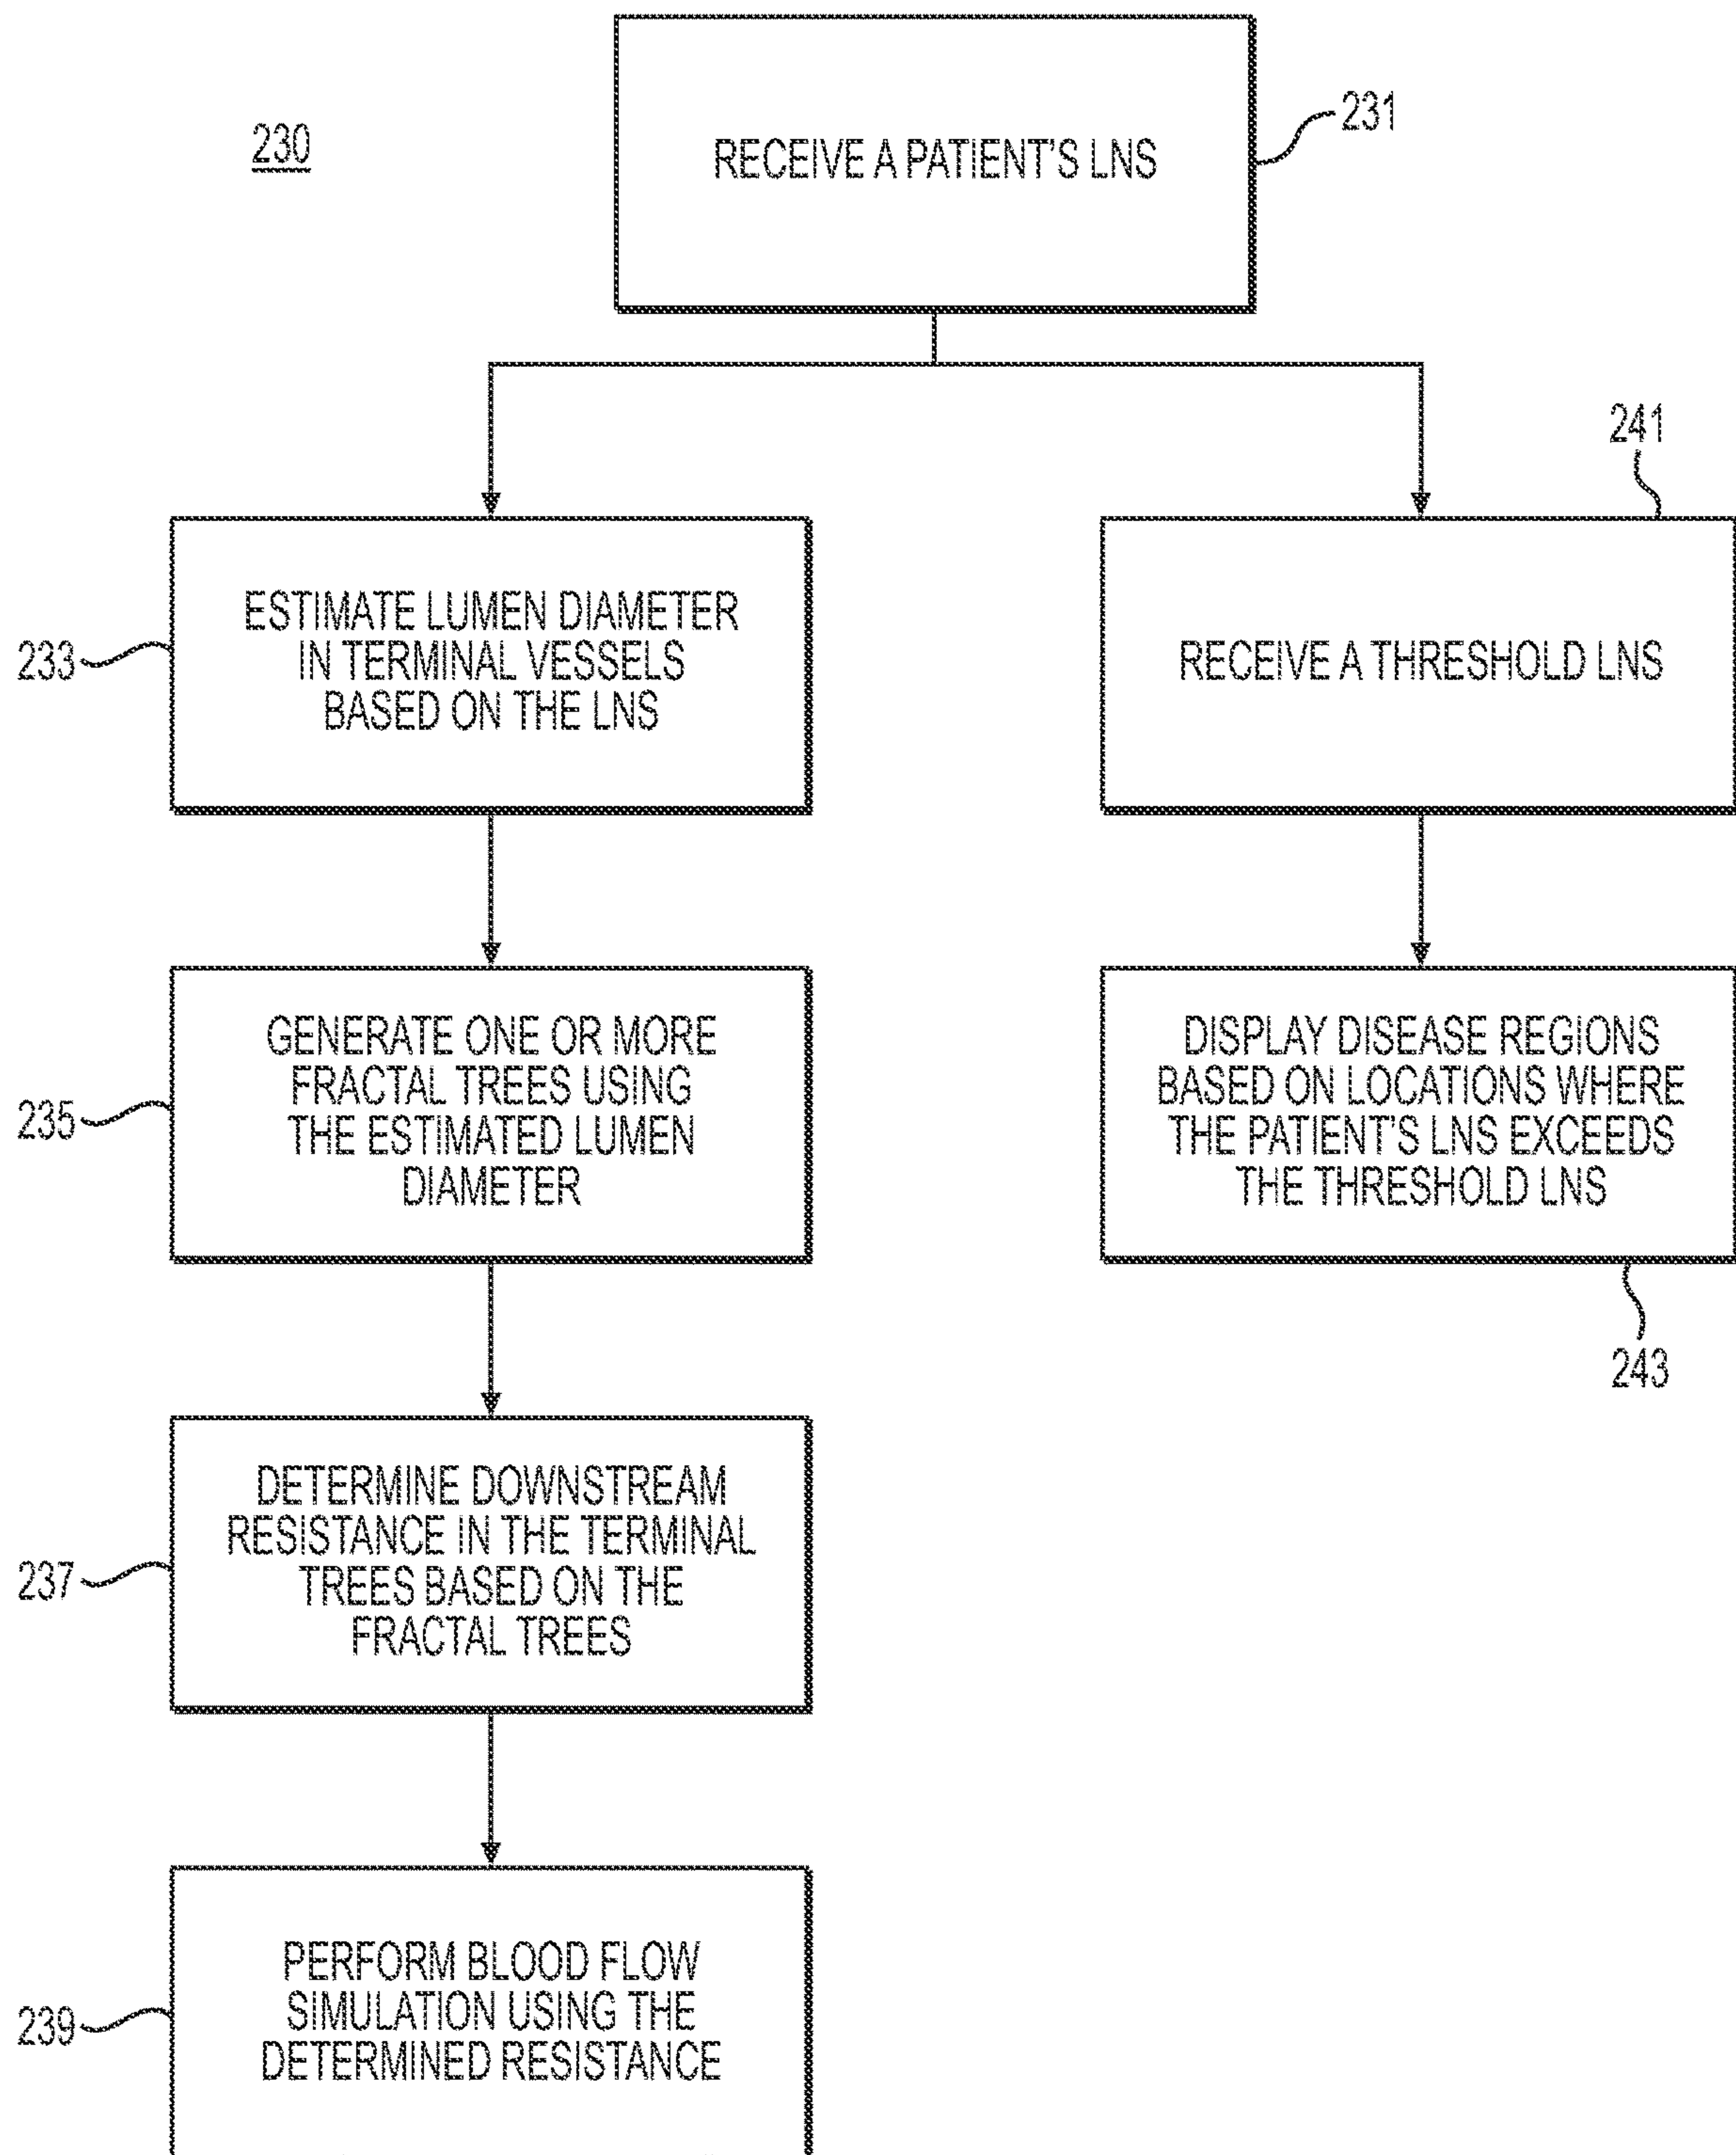 230
RECEIVE A PATIENT'S LNS
231
241
233
ESTIMATE LUMEN DIAMETER
IN TERMINAL VESSELS
BASED ON THE LNS
RECEIVE A THRESHOLD LNS
235
GENERATE ONE OR MORE
FRACTAL TREES USING
THE ESTIMATED LUMEN
DIAMETER
DISPLAY DISEASE REGIONS
BASED ON LOCATIONS WHERE
THE PATIENT'S LNS EXCEEDS
THE THRESHOLD LNS
243
237
DETERMINE DOWNSTREAM
RESISTANCE IN THE TERMINAL
TREES BASED ON THE
FRACTAL TREES
239
PERFORM BLOOD FLOW
SIMULATION USING THE
DETERMINED RESISTANCE